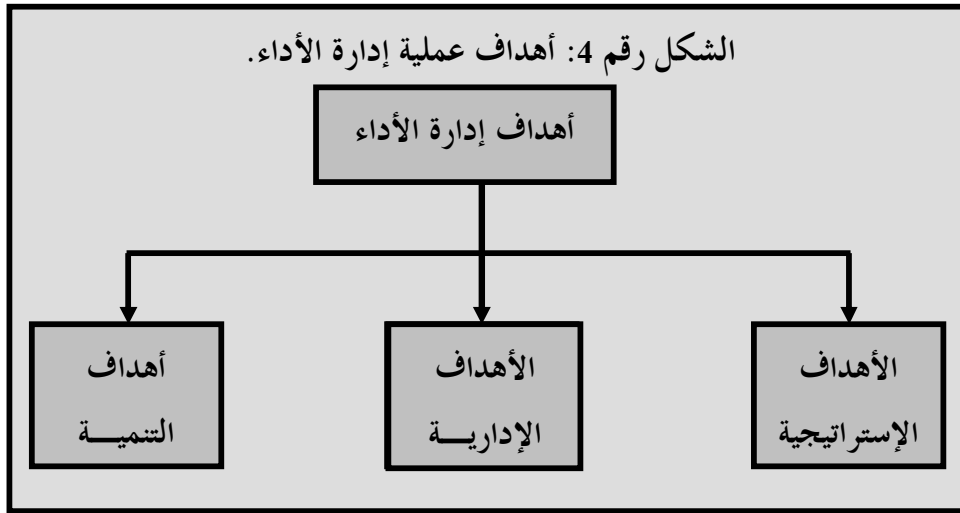 الشكل رقم 4: أهداف عملية إدارة الأداء.
أهداف إدارة الأداء
الأهداف
الإستراتيجية
الأهداف
الإداريـــة
أهداف
التنميـــة